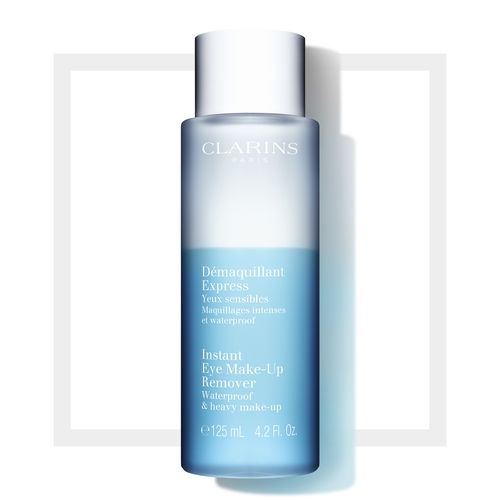 CLARINS
PARIS
Démaquillant
Express
Yeux sensibles
Maquillages intenses
et waterproof
Instant
Eye Make-Up
Remover
Waterproof
& heavy make-up
℮125 mL 4.2 Fl. Oz.